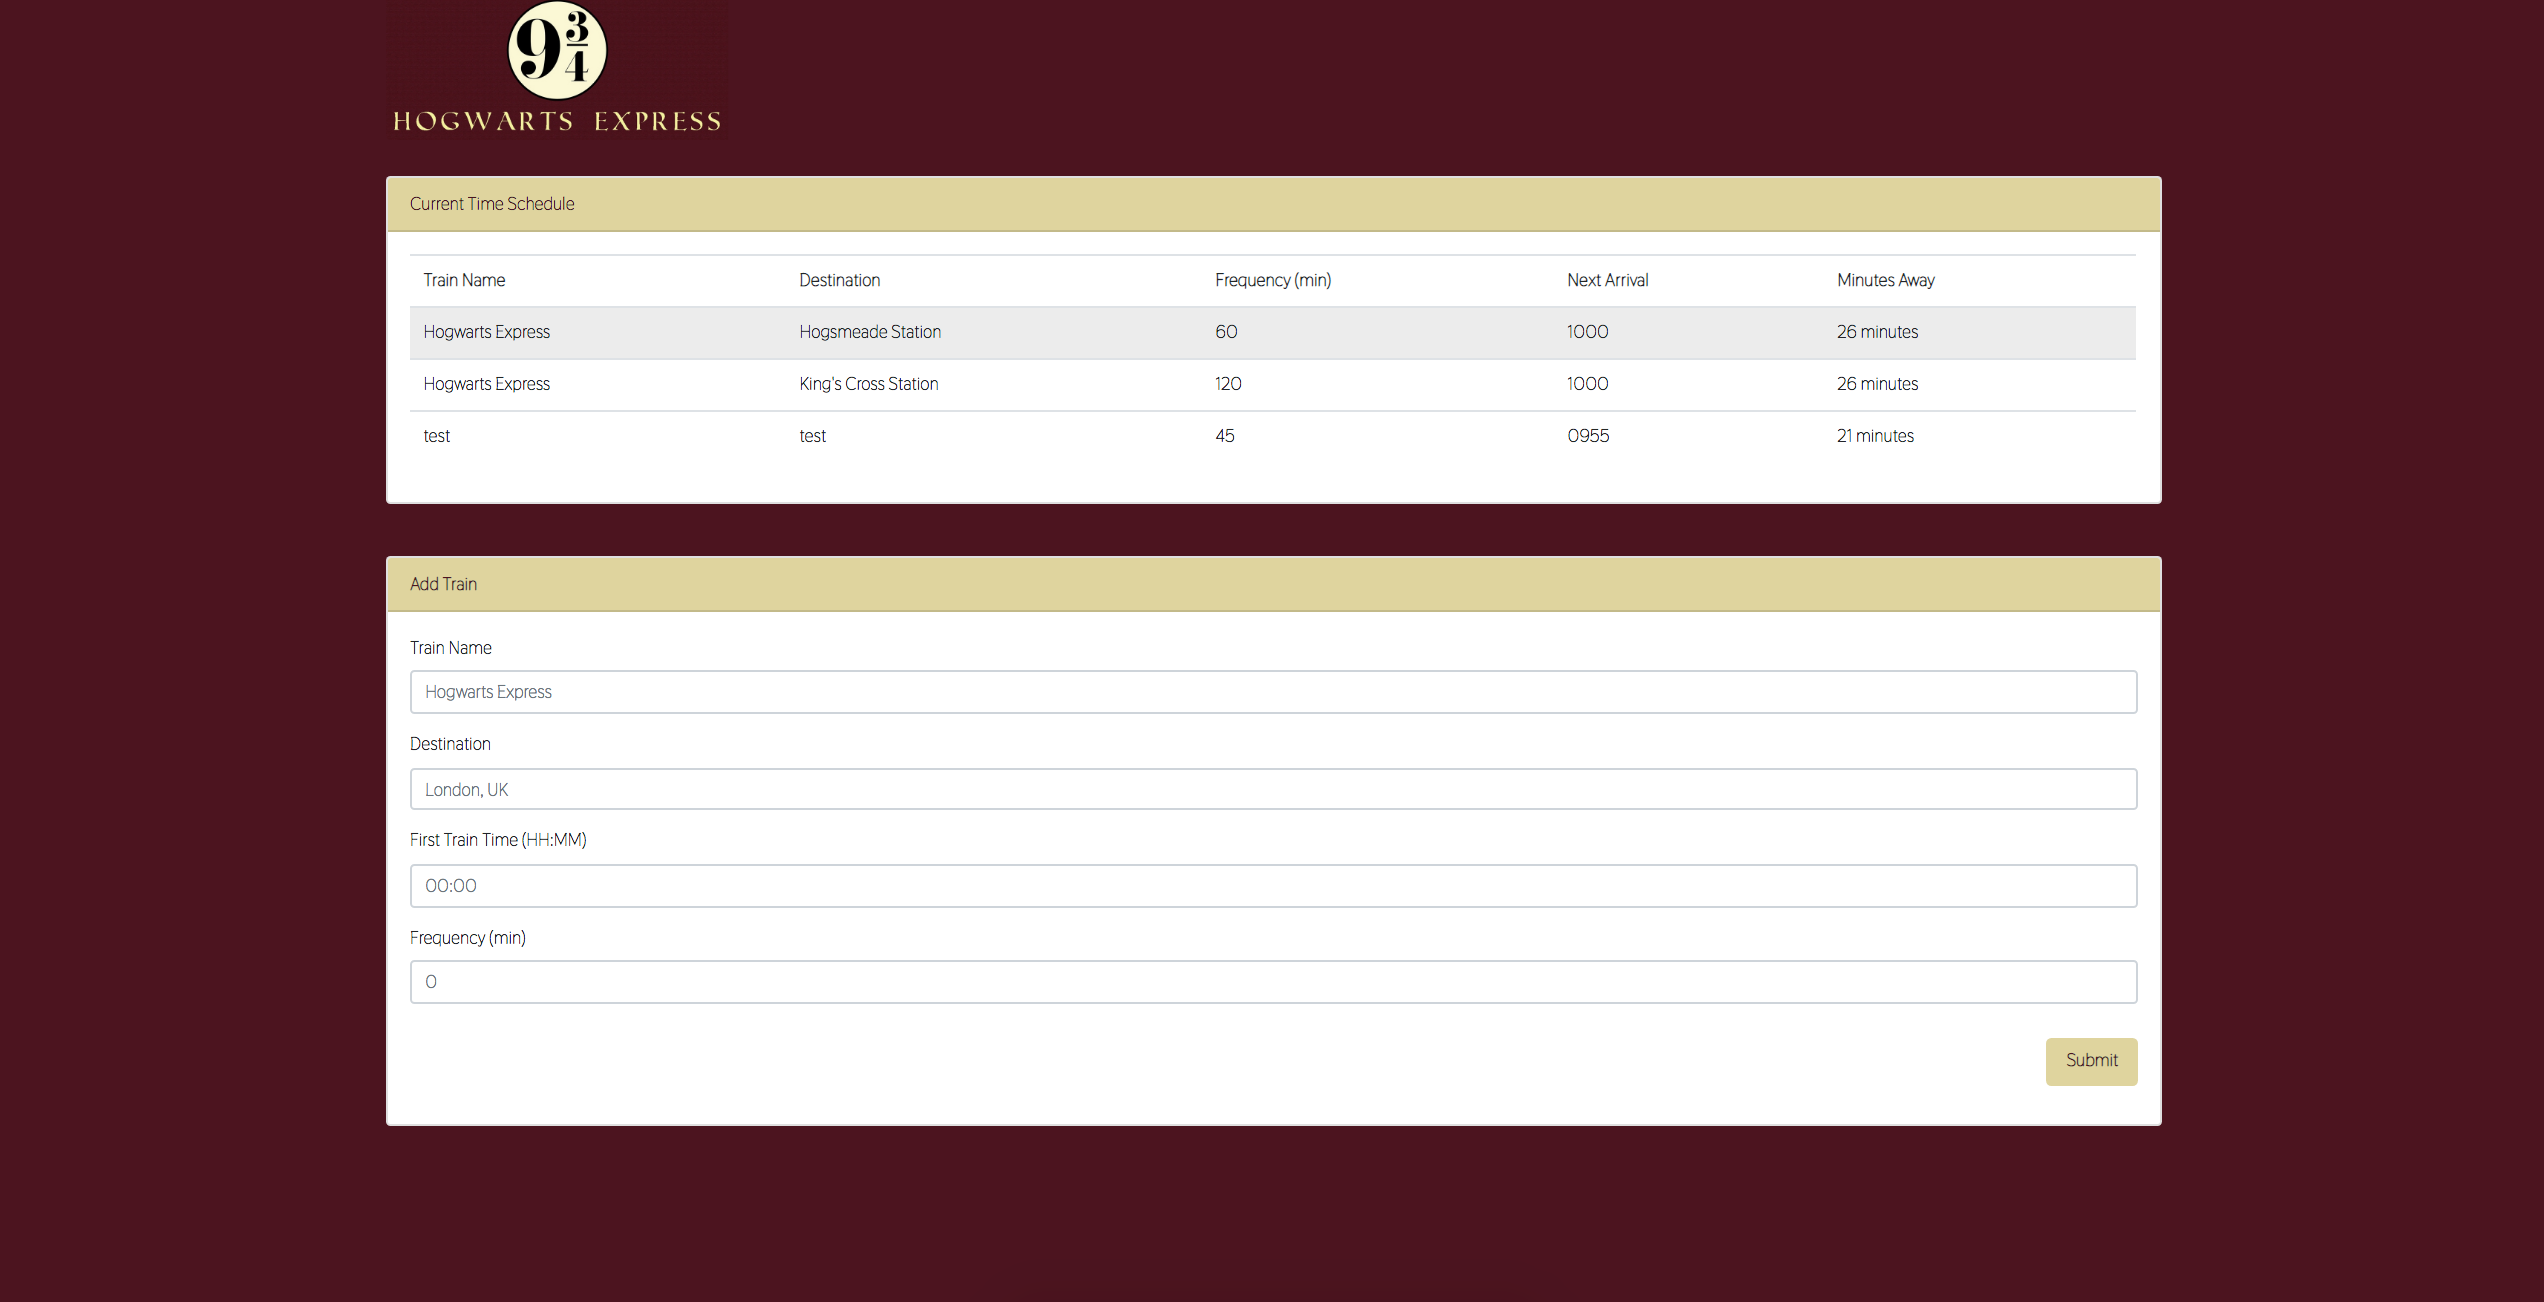 9 3/4
HOGWARTS EXPRESS
Current Time Schedule
Train Name Destination Frequency (min) Next Arrival Minutes Away
Hogwarts Express Hogsmeade Station 60 1000 26 minutes
Hogwarts Express King's Cross Station 120 1000 26 minutes
test test 45 0955 21 minutes
Add Train
Train Name
Hogwarts Express
Destination
London, UK
First Train Time (HH:MM)
00:00
Frequency (min)
0
Submit